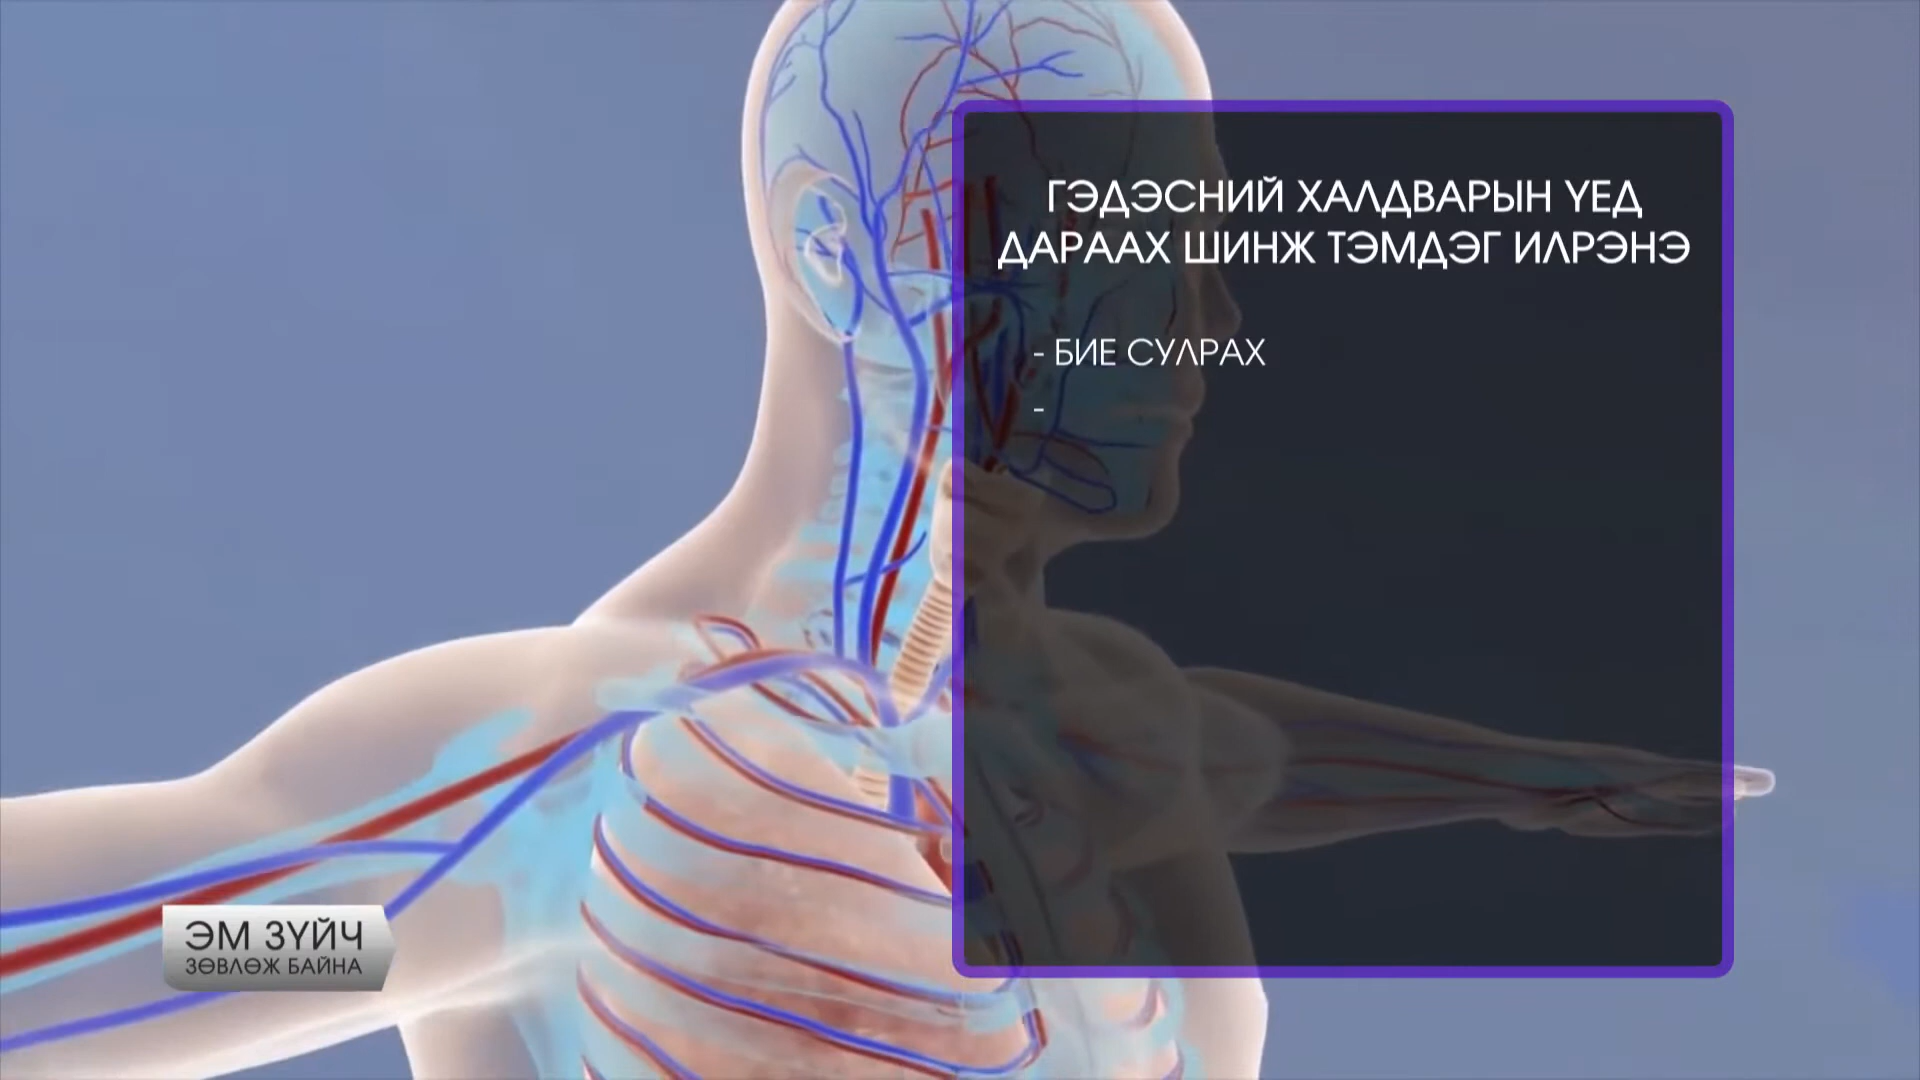 ГЭДЭСНИЙ ХАЛДВАРЫН ҮЕД
ДАРААХ ШИНЖ ТЭМДЭГ ИЛРЭНЭ
- БИЕ СУЛРАХ
-
ЭМ ЗҮЙЧ
ЗӨВЛӨЖ БАЙНА